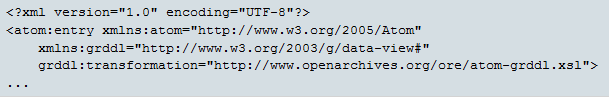 <?xml version="1.0" encoding="UTF-8"?>
<atom:entry xmlns:atom="http://www.w3.org/2005/Atom"
    xmlns:grddl="http://www.w3.org/2003/g/data-view#"
    grddl:transformation="http://www.openarchives.org/ore/atom-grddl.xsl">
...